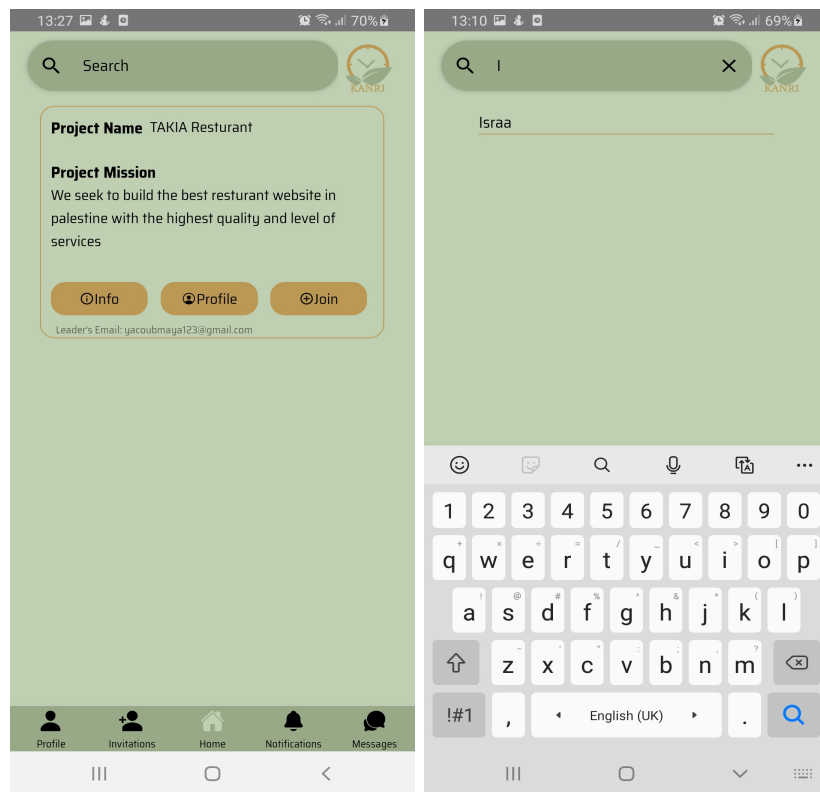 13:27 70%
Search
KANRI
Project Name TAKIA Resturant
Project Mission
We seek to build the best resturant website in
palestine with the highest quality and level of
services
Info Profile Join
Leader's Email: yacoubmaya123@gmail.com
Profile Invitations Home Notifications Messages
13:10 69%
I
KANRI
Israa
1 2 3 4 5 6 7 8 9 0
q w e r t y u i o p
a s d f g h j k l
z x c v b n m
!#1 , English (UK) .